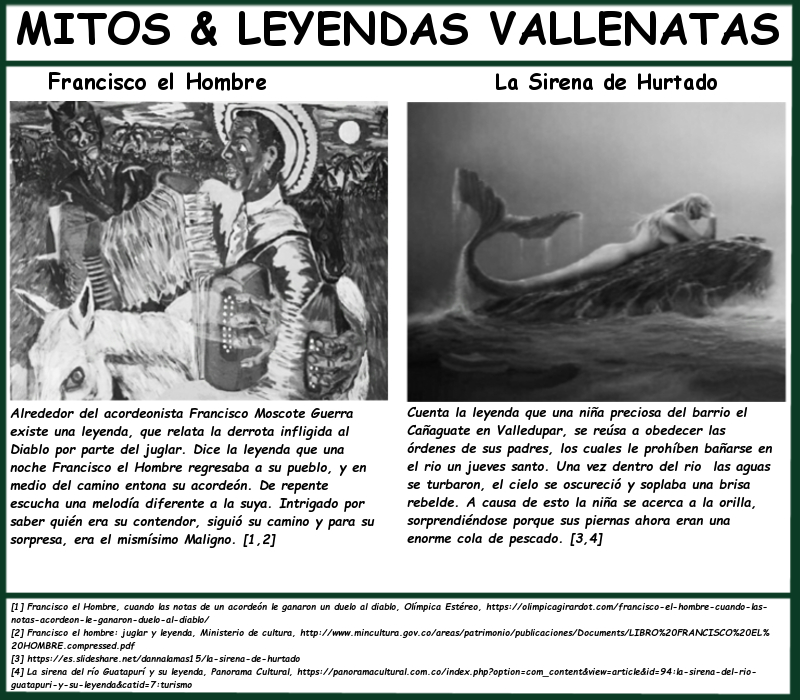 MITOS & LEYENDAS VALLENATAS
Francisco el Hombre
Alrededor del acordeonista Francisco Moscote Guerra
existe una leyenda, que relata la derrota infligida al
Diablo por parte del juglar. Dice la leyenda que una
noche Francisco el Hombre regresaba a su pueblo, y en
medio del camino entona su acordeón. De repente
escucha una melodía diferente a la suya. Intrigado por
saber quién era su contendor, siguió su camino y para su
sorpresa, era el mismísimo Maligno. [1,2]
La Sirena de Hurtado
Cuenta la leyenda que una niña preciosa del barrio el
Cañaguate en Valledupar, se reúsa a obedecer las
órdenes de sus padres, los cuales le prohíben bañarse en
el rio un jueves santo. Una vez dentro del rio las aguas
se turbaron, el cielo se oscureció y soplaba una brisa
rebelde. A causa de esto la niña se acerca a la orilla,
sorprendiéndose porque sus piernas ahora eran una
enorme cola de pescado. [3,4]
[1] Francisco el Hombre, cuando las notas de un acordeón le ganaron un duelo al diablo, Olímpica Estéreo, https://olimpicagirardot.com/francisco-el-hombre-cuando-las-
notas-acordeon-le-ganaron-duelo-al-diablo/
[2] Francisco el hombre: juglar y leyenda, Ministerio de cultura, http://www.mincultura.gov.co/areas/patrimonio/publicaciones/Documents/LIBRO%20FRANCISCO%20EL%
20HOMBRE.compressed.pdf
[3] https://es.slideshare.net/dannalamas15/la-sirena-de-hurtado
[4] La sirena del río Guatapurí y su leyenda, Panorama Cultural, https://panoramacultural.com.co/index.php?option=com_content&view=article&id=94:la-sirena-del-rio-
guatapuri-y-su-leyenda&catid=7:turismo